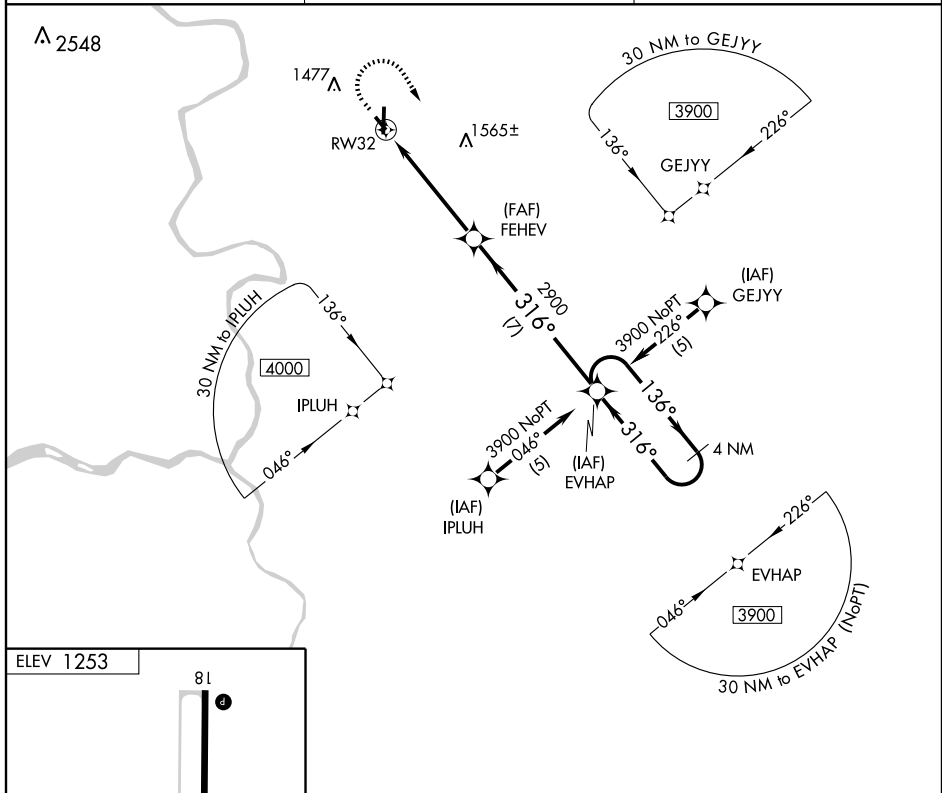 2548
1477
RW32
1565±
30 NM to GEJYY
3900
136°
226°
GEJYY
(FAF)
FEHEV
2900
316°
(7)
(IAF)
GEJYY
3900 NoPT
226°
(5)
30 NM to IPLUH
136°
4000
IPLUH
046°
136°
316°
4 NM
3900 NoPT
046°
(5)
(IAF)
EVHAP
(IAF)
IPLUH
226°
EVHAP
046°
3900
30 NM to EVHAP (NoPT)
ELEV 1253
18
P